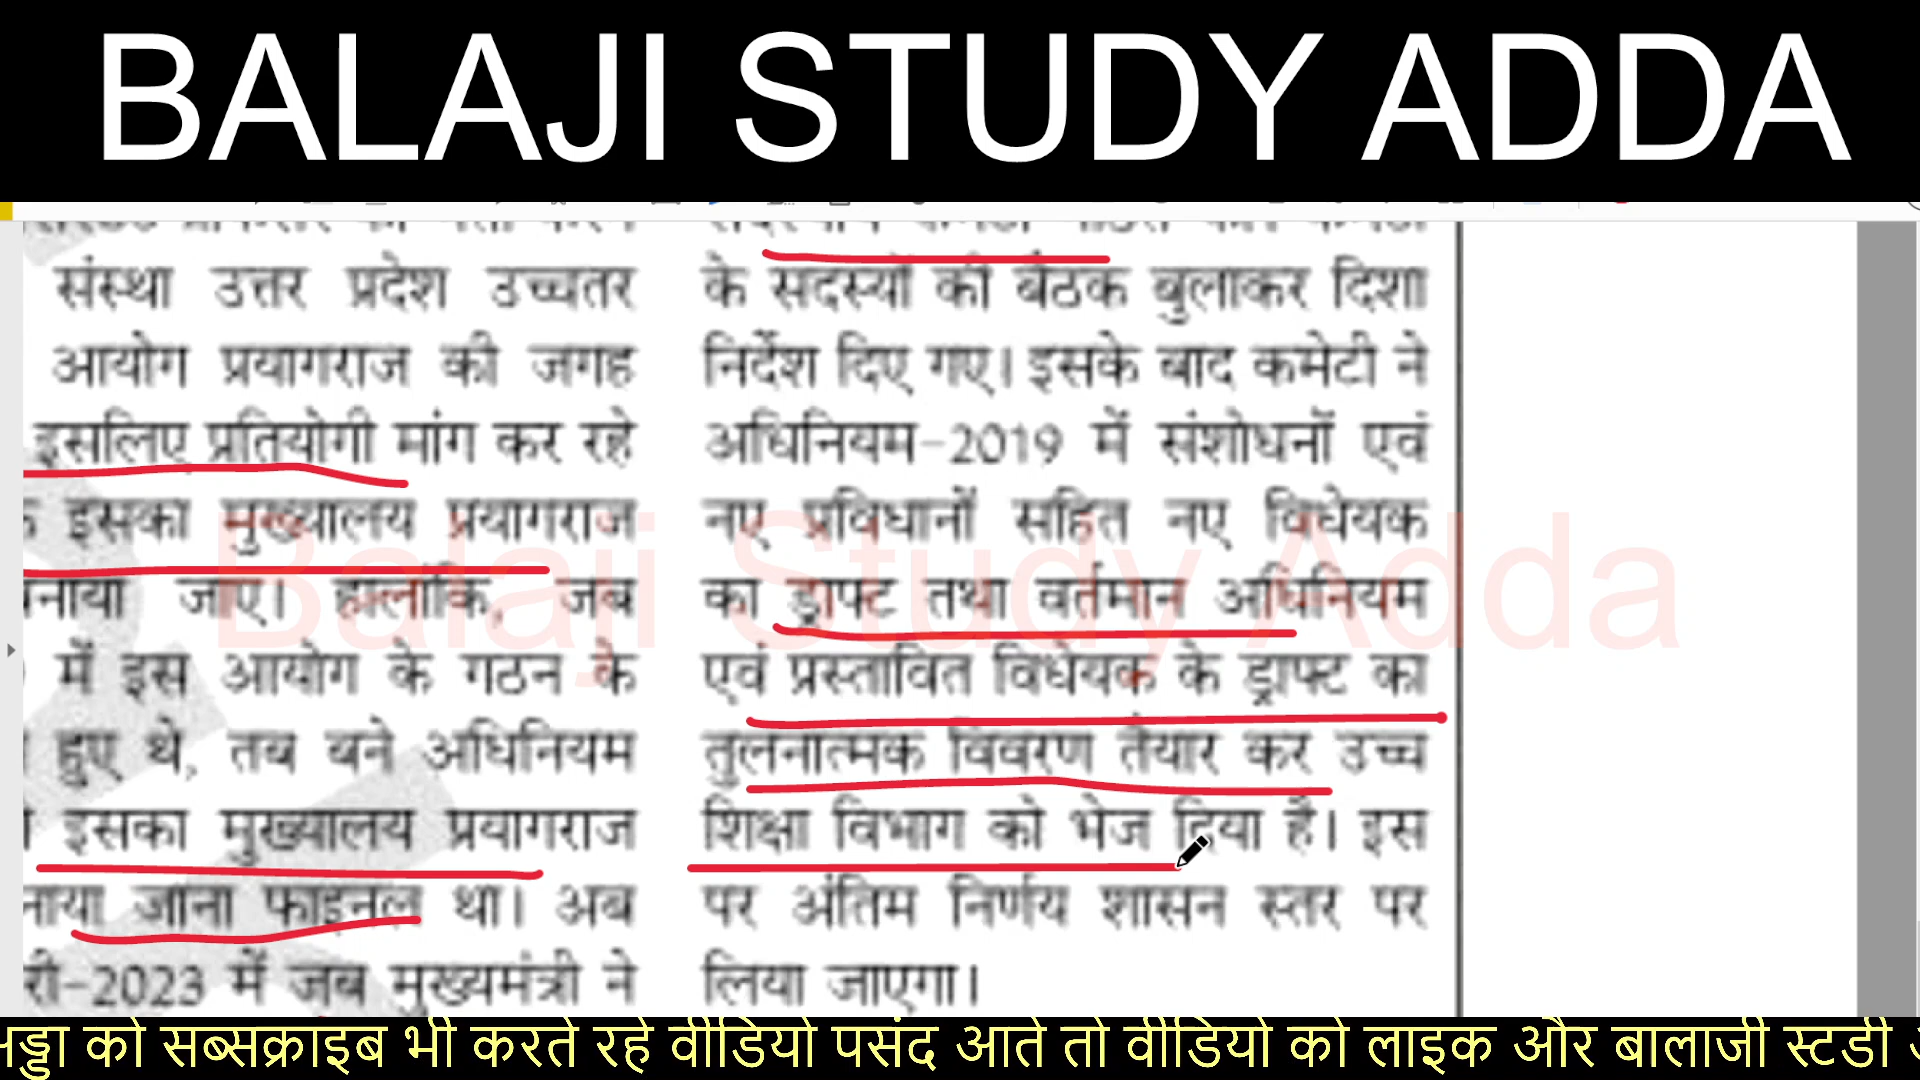 BALAJI STUDY ADDA
संस्था उत्तर प्रदेश उच्चतर
आयोग प्रयागराज की जगह
इसलिए प्रतियोगी मांग कर रहे
इसका मुख्यालय प्रयागराज
जाए। हालांकि, जब
में इस आयोग के गठन के
हुए थे, तब बने अधिनियम
इसका मुख्यालय प्रयागराज
जाना फाइनल था। अब
री-2023 में जब मुख्यमंत्री ने
के सदस्यों की बैठक बुलाकर दिशा
निर्देश दिए गए। इसके बाद कमेटी ने
अधिनियम-2019 में संशोधनों एवं
नए प्रविधानों सहित नए विधेयक
का ड्राफ्ट तथा वर्तमान अधिनियम
एवं प्रस्तावित विधेयक के ड्राफ्ट का
तुलनात्मक विवरण तैयार कर उच्च
शिक्षा विभाग को भेज दिया है। इस
पर अंतिम निर्णय शासन स्तर पर
लिया जाएगा।
Balaji Study Adda
को सब्सक्राइब भी करते रहे वीडियो पसंद आते तो वीडियो को लाइक और बालाजी स्टडी